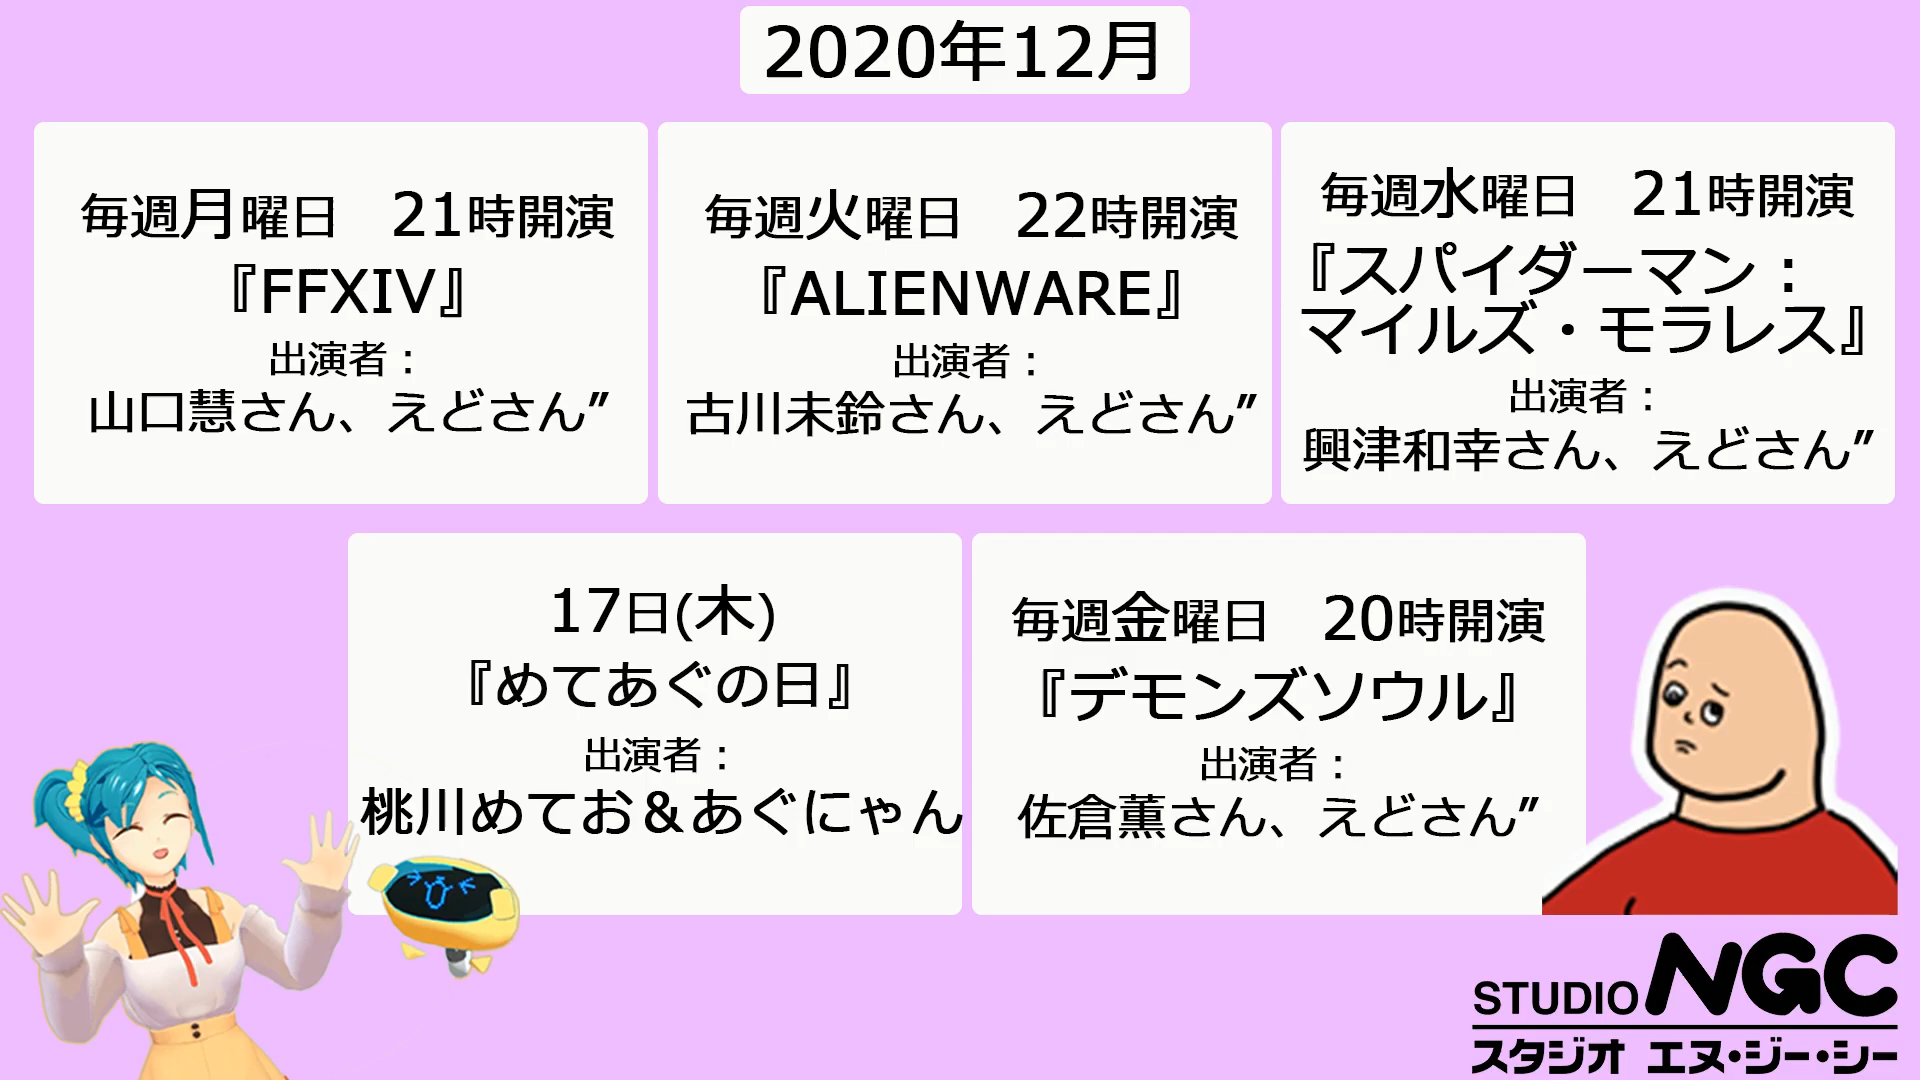 2020年12月
毎週月曜日　21時開演
『FFXIV』
出演者：
山口慧さん、えどさん”
毎週火曜日　22時開演
『ALIENWARE』
出演者：
古川未鈴さん、えどさん”
毎週水曜日　21時開演
『スパイダーマン：
マイルズ・モラレス』
出演者：
興津和幸さん、えどさん”
17日(木)
『めてあぐの日』
出演者：
桃川めてお＆あぐにゃん
毎週金曜日　20時開演
『デモンズソウル』
出演者：
佐倉薫さん、えどさん”
STUDIO NGC
スタジオ エヌ・ジー・シー